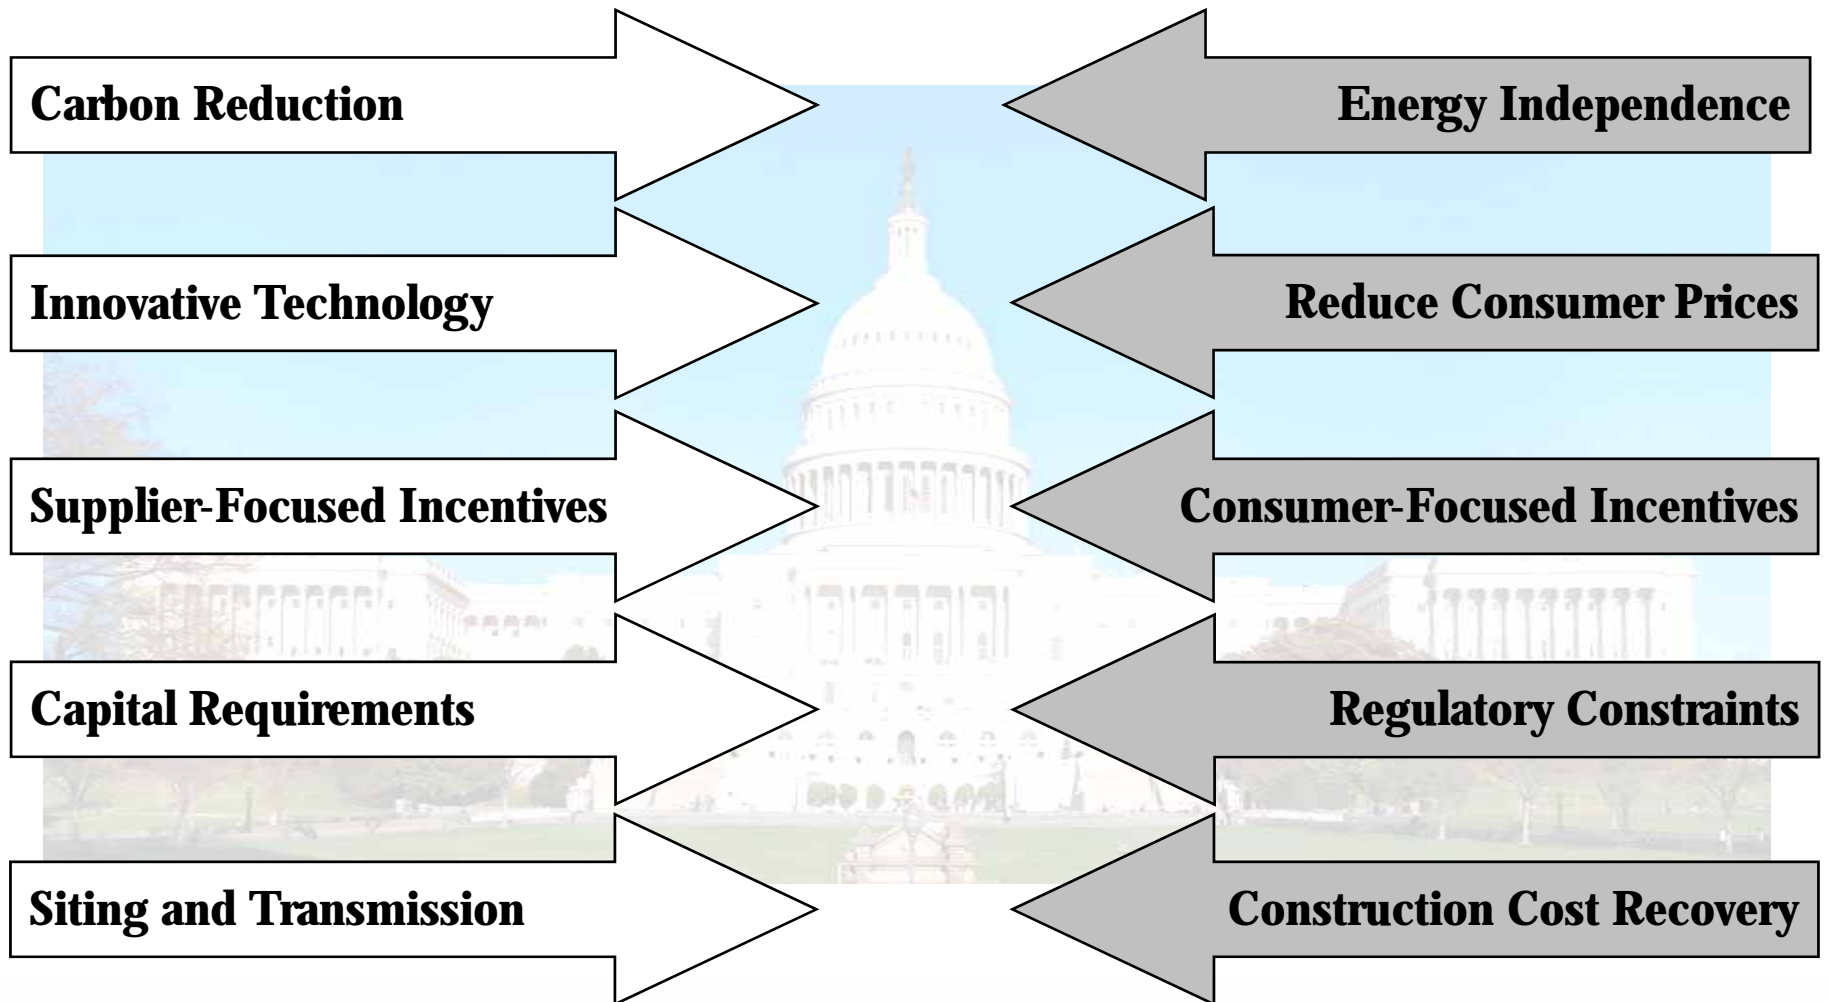 Carbon Reduction
Energy Independence
Innovative Technology
Reduce Consumer Prices
Supplier-Focused Incentives
Consumer-Focused Incentives
Capital Requirements
Regulatory Constraints
Siting and Transmission
Construction Cost Recovery